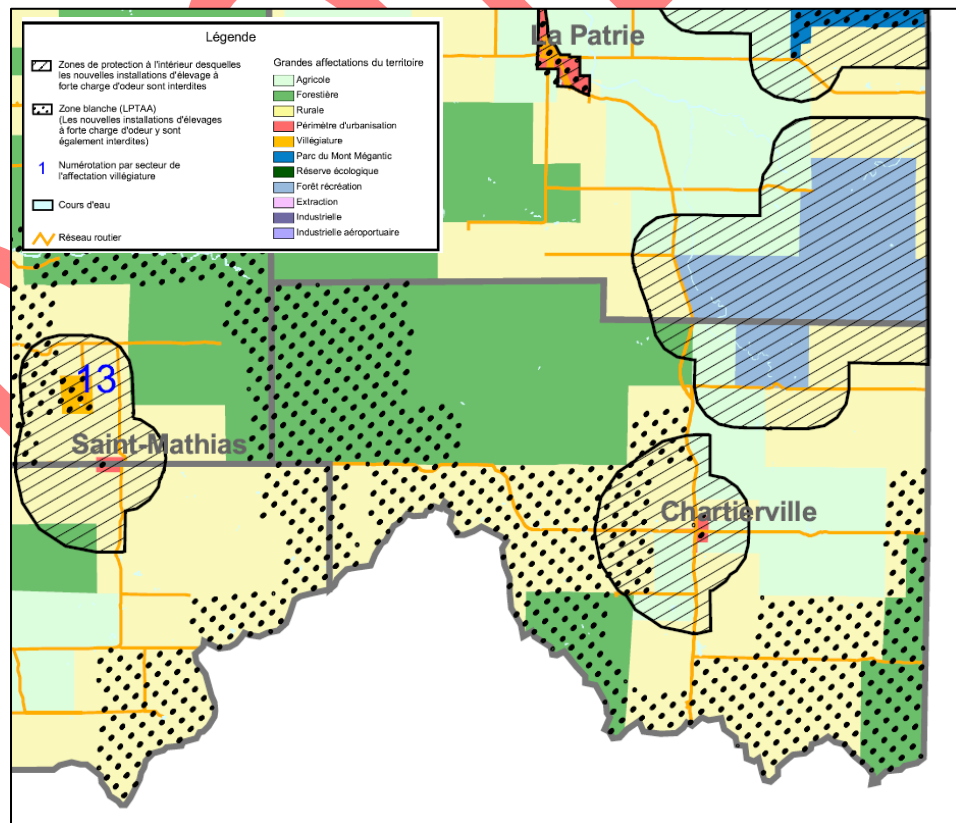 La Patrie
Légende
Zones de protection à l'intérieur desquelles
les nouvelles installations d'élevage à
forte charge d'odeur sont interdites
Zone blanche (LPTAA)
(Les nouvelles installations d'élevages
à forte charge d'odeur y sont
également interdites)
1 Numérotation par secteur de
l'affectation villégiature
Cours d'eau
Réseau routier
Grandes affectations du territoire
Agricole
Forestière
Rurale
Périmètre d'urbanisation
Villégiature
Parc du Mont Mégantic
Réserve écologique
Forêt récréation
Extraction
Industrielle
Industrielle aéroportuaire
13
Saint-Mathias
Chartierville